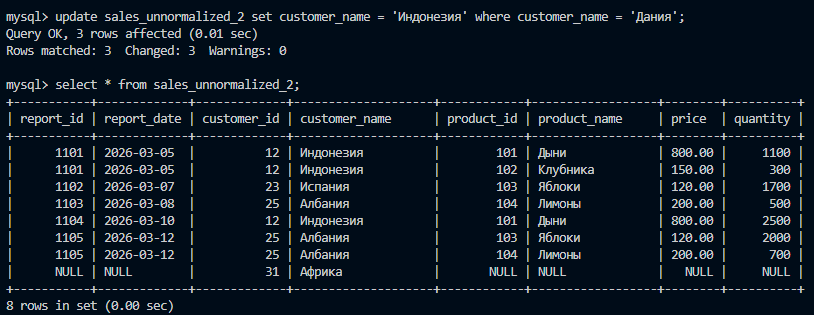 mysql> update sales_unnormalized_2 set customer_name = 'Индонезия' where customer_name = 'Дания';
Query OK, 3 rows affected (0.01 sec)
Rows matched: 3  Changed: 3  Warnings: 0

mysql> select * from sales_unnormalized_2;
+-----------+-------------+-------------+-------------------+------------+------------------+--------+----------+
| report_id | report_date | customer_id | customer_name     | product_id | product_name     | price  | quantity |
+-----------+-------------+-------------+-------------------+------------+------------------+--------+----------+
|      1101 | 2026-03-05  |          12 | Индонезия         |        101 | Дыни             | 800.00 |     1100 |
|      1101 | 2026-03-05  |          12 | Индонезия         |        102 | Клубника         | 150.00 |      300 |
|      1102 | 2026-03-07  |          23 | Испания           |        103 | Яблоки           | 120.00 |     1700 |
|      1103 | 2026-03-08  |          25 | Албания           |        104 | Лимоны           | 200.00 |      500 |
|      1104 | 2026-03-10  |          12 | Индонезия         |        101 | Дыни             | 800.00 |     2500 |
|      1105 | 2026-03-12  |          25 | Албания           |        103 | Яблоки           | 120.00 |     2000 |
|      1105 | 2026-03-12  |          25 | Албания           |        104 | Лимоны           | 200.00 |      700 |
|      NULL | NULL        |          31 | Африка            |       NULL | NULL             |   NULL |     NULL |
+-----------+-------------+-------------+-------------------+------------+------------------+--------+----------+
8 rows in set (0.00 sec)